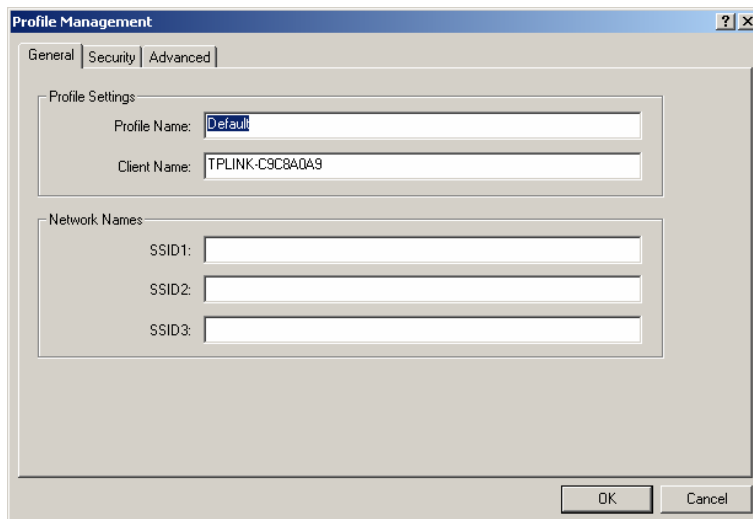 Profile Management
General Security Advanced
Profile Settings
Profile Name: Default
Client Name: TPLINK-C9C8A0A9
Network Names
SSID1:
SSID2:
SSID3:
OK Cancel